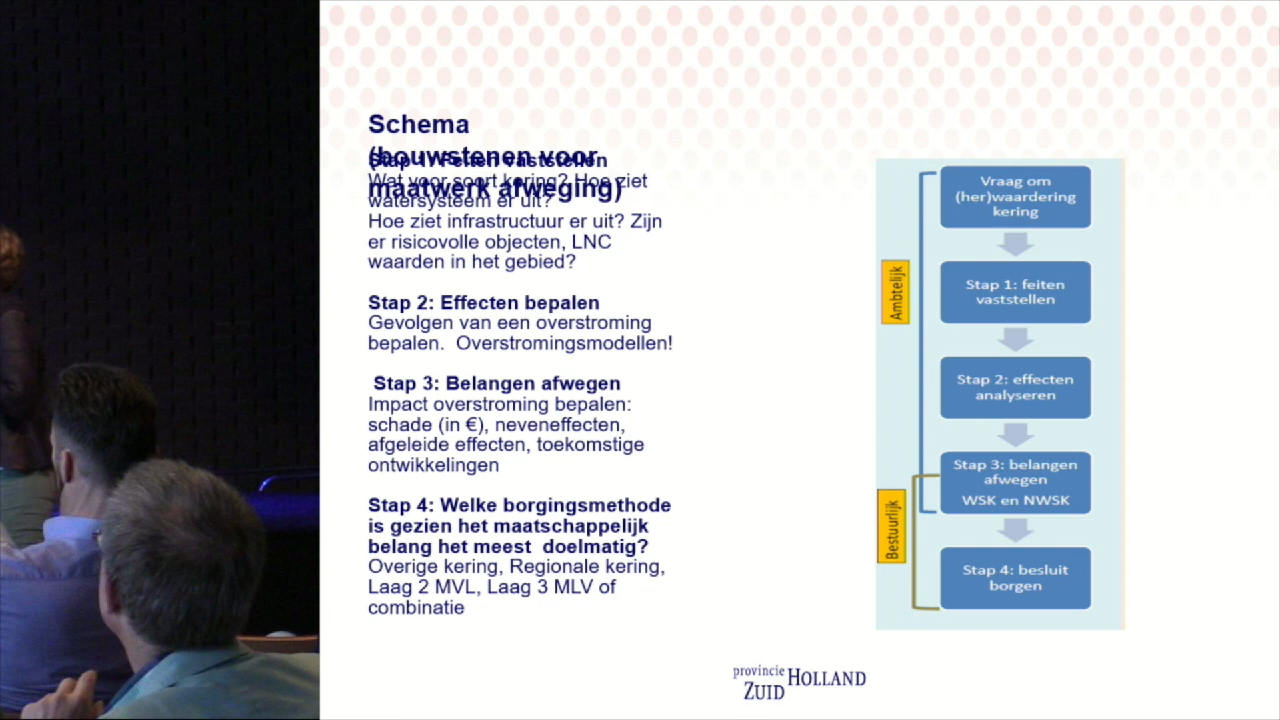 Schema
(bouwstenen voor
maatwerk afweging)
Stap 1: Feiten vaststellen
Wat voor soort kering? Hoe ziet
watersysteem er uit?
Hoe ziet infrastructuur er uit? Zijn
er risicovolle objecten, LNC
waarden in het gebied?
Stap 2: Effecten bepalen
Gevolgen van een overstroming
bepalen. Overstromingsmodellen!
Stap 3: Belangen afwegen
Impact overstroming bepalen:
schade (in €), neveneffecten,
afgeleide effecten, toekomstige
ontwikkelingen
Stap 4: Welke borgingsmethode
is gezien het maatschappelijk
belang het meest doelmatig?
Overige kering, Regionale kering,
Laag 2 MVL, Laag 3 MLV of
combinatie
Ambtelijk
Bestuurlijk
Vraag om
(her)waardering
kering
Stap 1: feiten
vaststellen
Stap 2: effecten
analyseren
Stap 3: belangen
afwegen
WSK en NWSK
Stap 4: besluit
borgen
provincie HOLLAND
ZUID